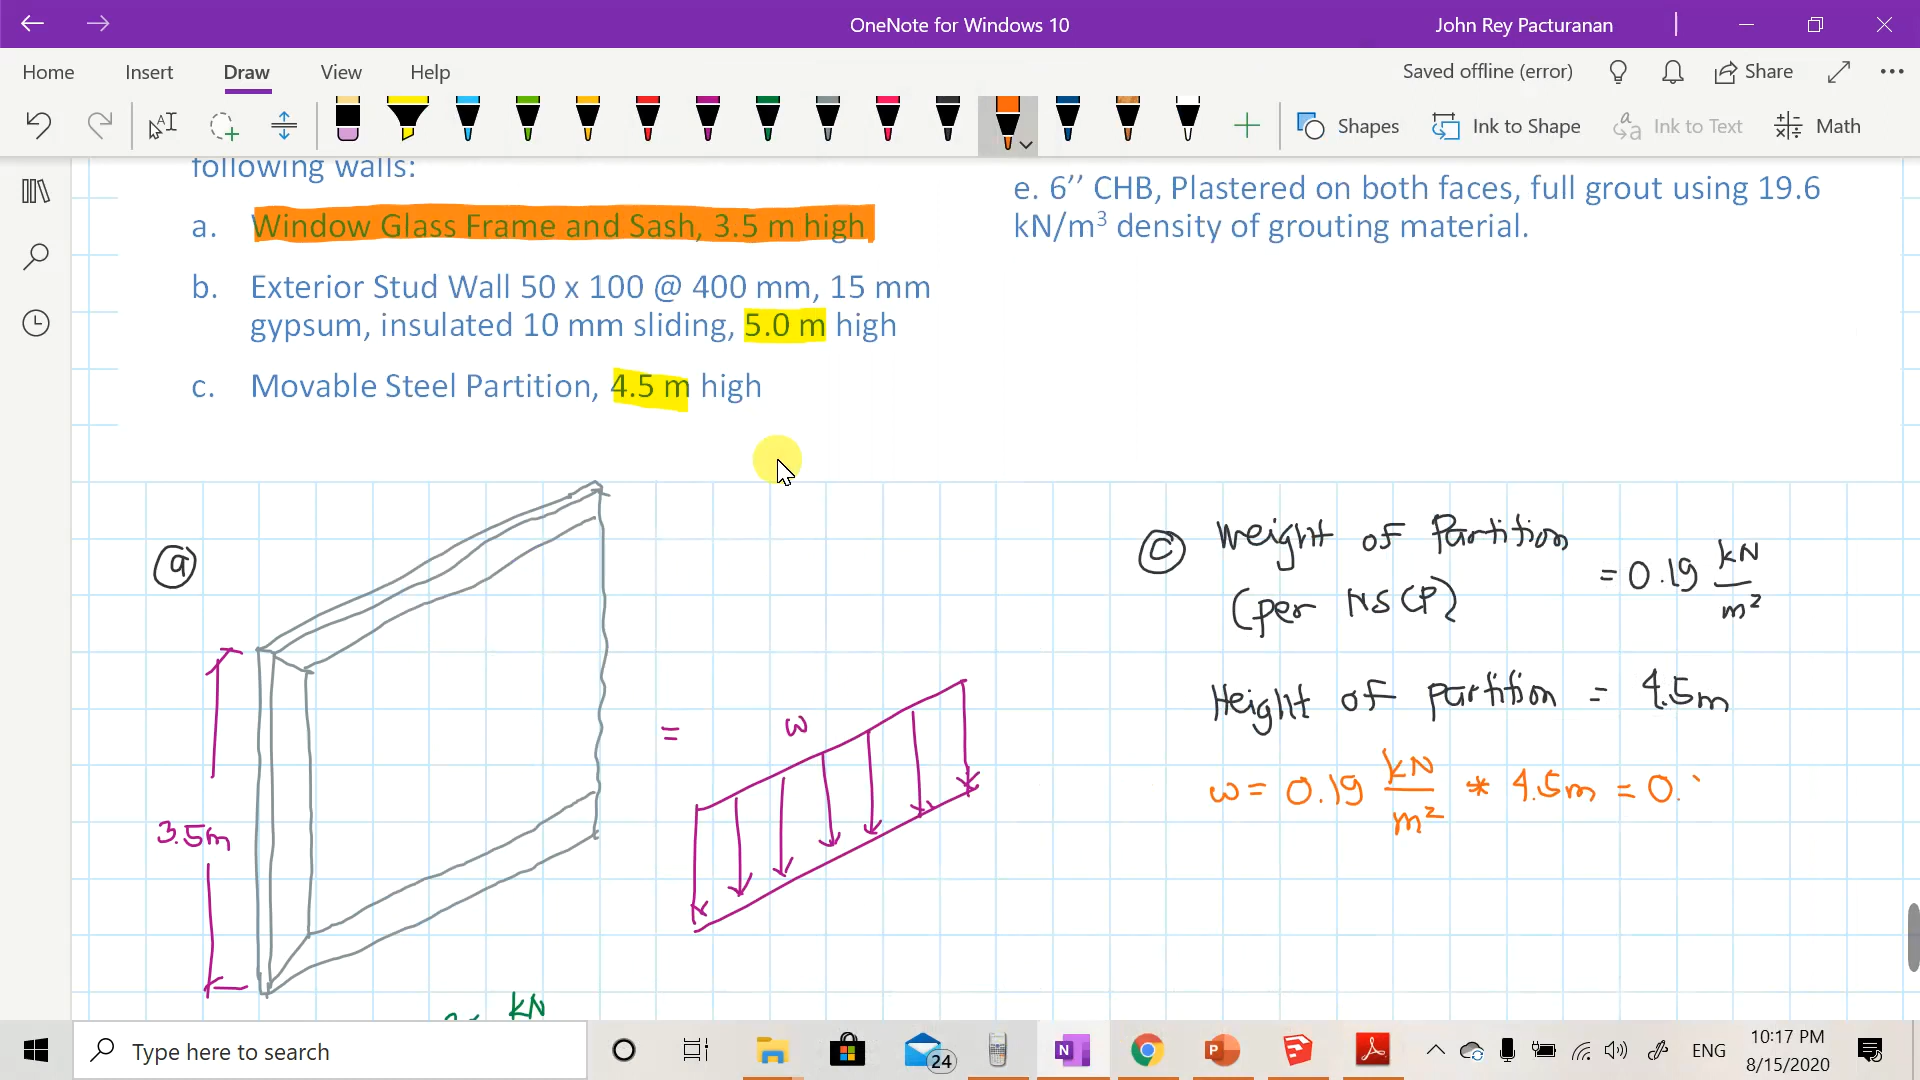 OneNote for Windows 10
John Rey Pacturanan
Home Insert Draw View Help
Saved offline (error)
Share
Shapes
Ink to Shape
Ink to Text
Math
following walls:
a. Window Glass Frame and Sash, 3.5 m high
b. Exterior Stud Wall 50 x 100 @ 400 mm, 15 mm
gypsum, insulated 10 mm sliding, 5.0 m high
c. Movable Steel Partition, 4.5 m high
e. 6’’ CHB, Plastered on both faces, full grout using 19.6
kN/m³ density of grouting material.
a
3.5m
= w
c Weight of Partition
(per NSCP) = 0.19 kN/m²
Height of partition = 4.5m
w = 0.19 kN/m² * 4.5m = 0.
kN
Type here to search
24
ENG
10:17 PM
8/15/2020